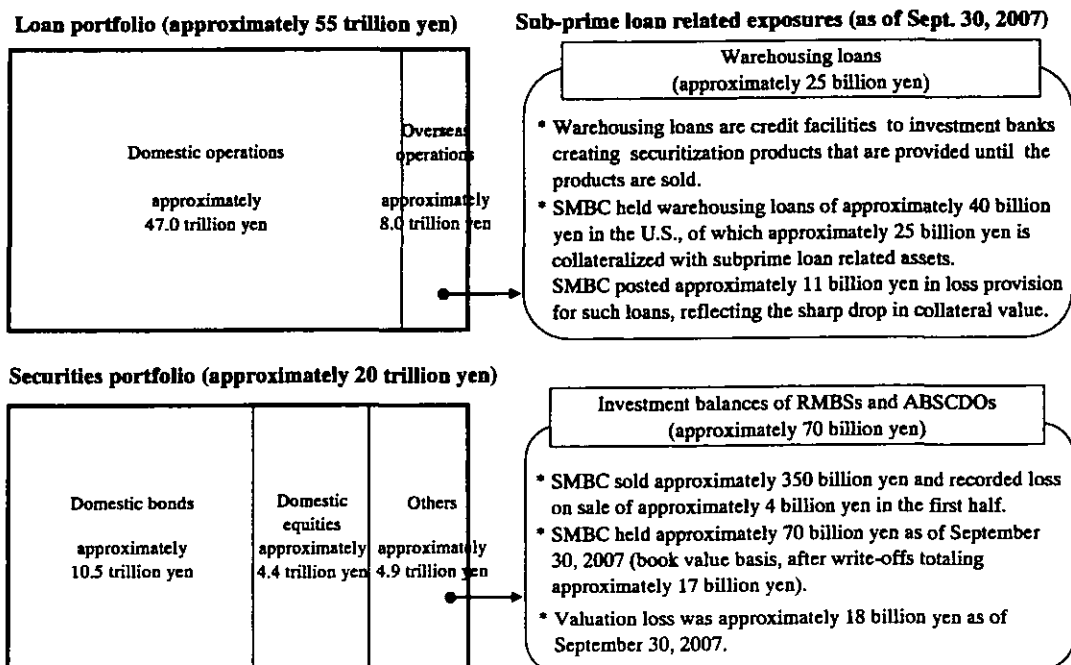 Loan portfolio (approximately 55 trillion yen)
Domestic operations
approximately
47.0 trillion yen
Overseas
operations
approximately
8.0 trillion yen
Sub-prime loan related exposures (as of Sept. 30, 2007)
Warehousing loans
(approximately 25 billion yen)
* Warehousing loans are credit facilities to investment banks
creating securitization products that are provided until the
products are sold.
* SMBC held warehousing loans of approximately 40 billion
yen in the U.S., of which approximately 25 billion yen is
collateralized with subprime loan related assets.
SMBC posted approximately 11 billion yen in loss provision
for such loans, reflecting the sharp drop in collateral value.
Securities portfolio (approximately 20 trillion yen)
Domestic bonds
approximately
10.5 trillion yen
Domestic
equities
approximately
4.4 trillion yen
Others
approximately
4.9 trillion yen
Investment balances of RMBSs and ABSCDOs
(approximately 70 billion yen)
* SMBC sold approximately 350 billion yen and recorded loss
on sale of approximately 4 billion yen in the first half.
* SMBC held approximately 70 billion yen as of September
30, 2007 (book value basis, after write-offs totaling
approximately 17 billion yen).
* Valuation loss was approximately 18 billion yen as of
September 30, 2007.